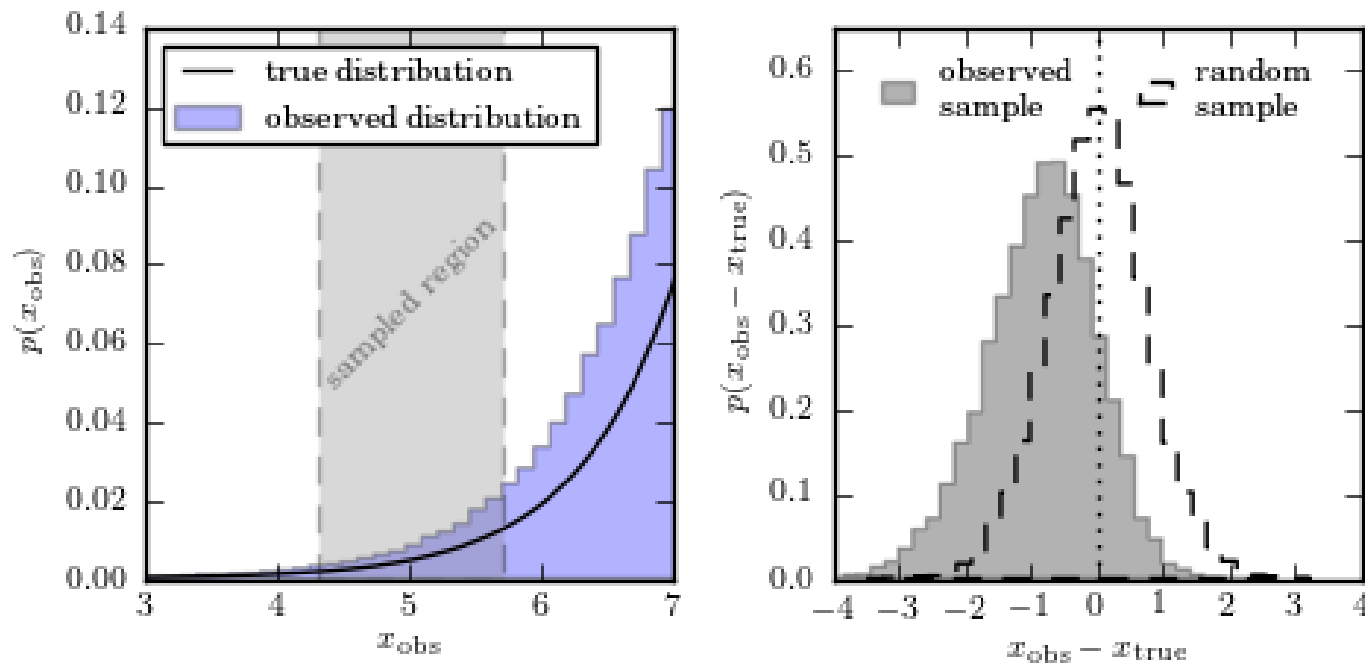 0.14
0.12
0.10
0.08
0.06
0.04
0.02
0.00
p(x_obs)
true distribution
observed distribution
sampled region
3 4 5 6 7
x_obs
0.6
0.5
0.4
0.3
0.2
0.1
0.0
p(x_obs − x_true)
observed
sample
random
sample
−4 −3 −2 −1 0 1 2 3 4
x_obs − x_true